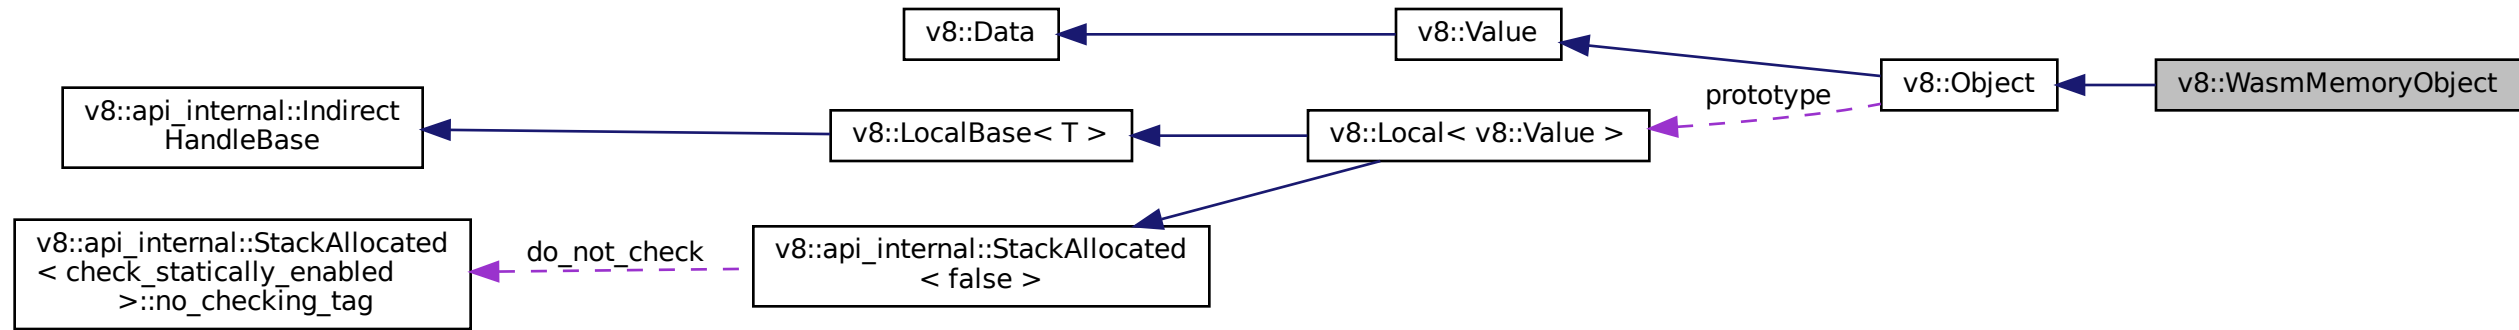 v8::Data
v8::Value
v8::Object
v8::WasmMemoryObject
prototype
v8::api_internal::Indirect
HandleBase
v8::LocalBase< T >
v8::Local< v8::Value >
v8::api_internal::StackAllocated
< check_statically_enabled
>::no_checking_tag
do_not_check
v8::api_internal::StackAllocated
< false >